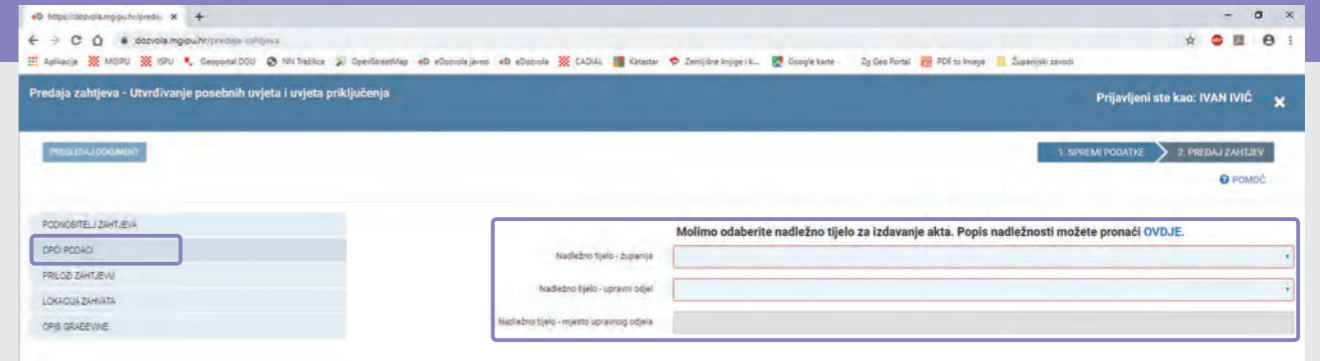 eD https://dozvola.mgipu.hr/predaj
dozvola.mgipu.hr/predaja-zahtjeva
Aplikacije MGIPU ISPU Geoportal DGU NN Tražilica OpenStreetMap eD eDozvola javno eD eDozvola CADIAL Katastar Zemljišne knjige i k... Google karte Zg Geo Portal PDF to Image Županijski zavodi
Predaja zahtjeva - Utvrđivanje posebnih uvjeta i uvjeta priključenja
Prijavljeni ste kao: IVAN IVIĆ
PREGLEDAJ DOKUMENT
1. SPREMI PODATKE
2. PREDAJ ZAHTJEV
POMOĆ
PODNOSITELJ ZAHTJEVA
OPĆI PODACI
PRILOZI ZAHTJEVU
LOKACIJA ZAHVATA
OPIS GRAĐEVINE
Molimo odaberite nadležno tijelo za izdavanje akta. Popis nadležnosti možete pronaći OVDJE.
Nadležno tijelo - županija
Nadležno tijelo - upravni odjel
Nadležno tijelo - mjesto upravnog odjela